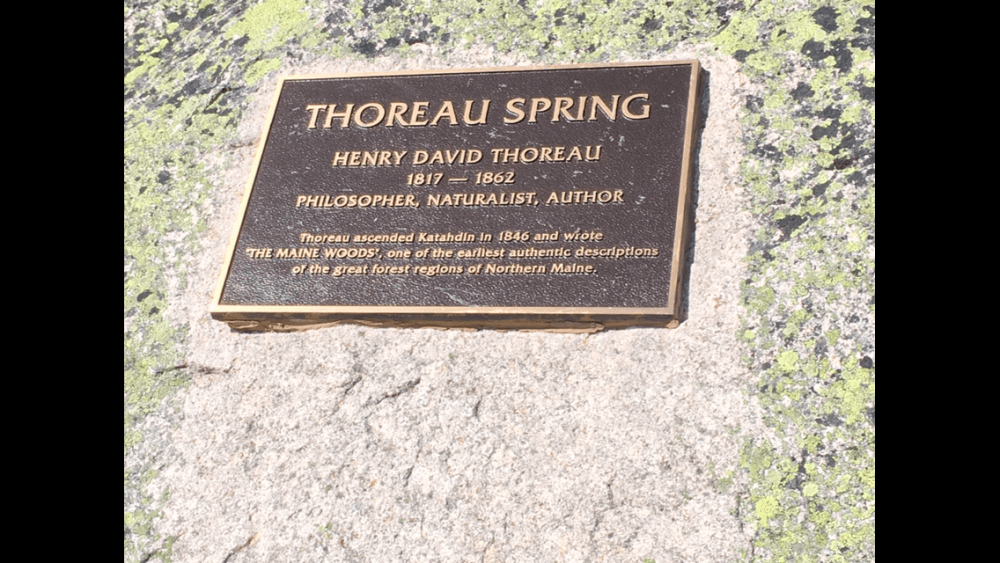 THOREAU SPRING
HENRY DAVID THOREAU
1817 — 1862
PHILOSOPHER, NATURALIST, AUTHOR
Thoreau ascended Katahdin in 1846 and wrote
'THE MAINE WOODS', one of the earliest authentic descriptions
of the great forest regions of Northern Maine.